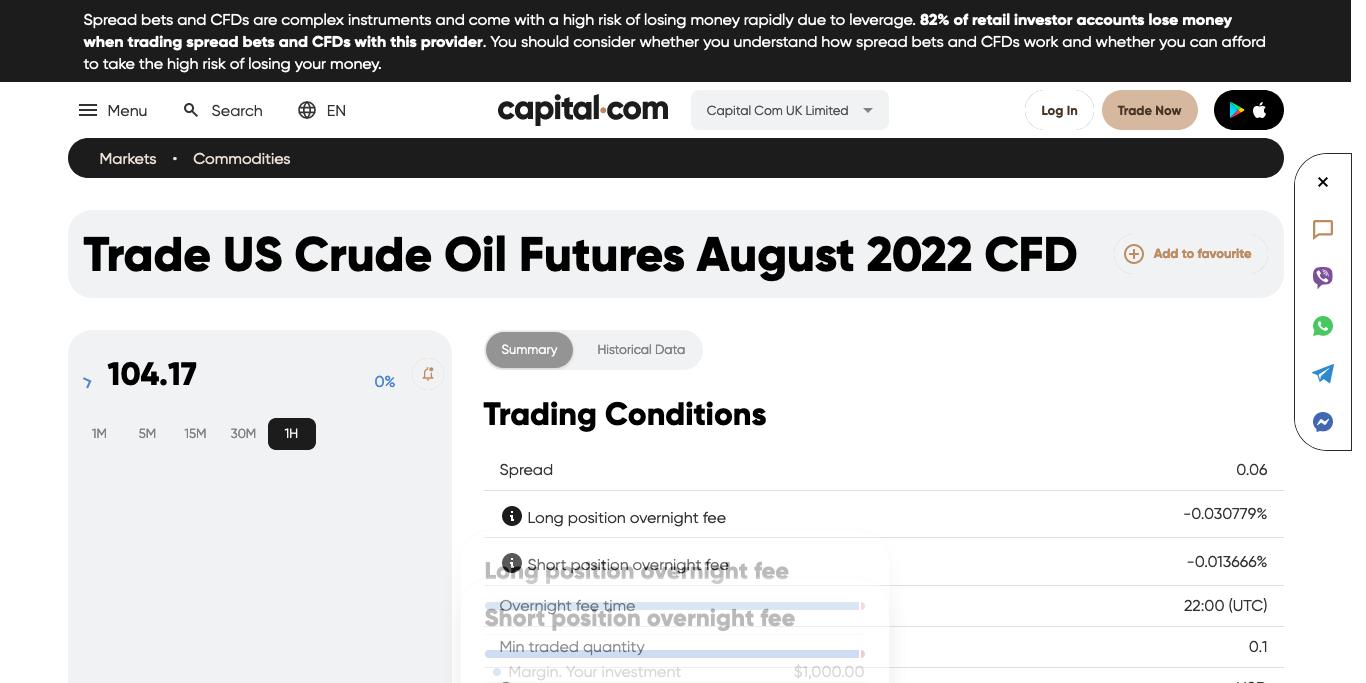 Spread bets and CFDs are complex instruments and come with a high risk of losing money rapidly due to leverage. 82% of retail investor accounts lose money
when trading spread bets and CFDs with this provider. You should consider whether you understand how spread bets and CFDs work and whether you can afford
to take the high risk of losing your money.
Menu Search EN capital.com Capital Com UK Limited Log In Trade Now
Markets • Commodities
Trade US Crude Oil Futures August 2022 CFD Add to favourite
104.17 0%
1M 5M 15M 30M 1H
Summary Historical Data
Trading Conditions
Spread 0.06
Long position overnight fee -0.030779%
Short position overnight fee -0.013666%
Long position overnight fee
Overnight fee time 22:00 (UTC)
Short position overnight fee
Min traded quantity 0.1
Margin. Your investment $1,000.00